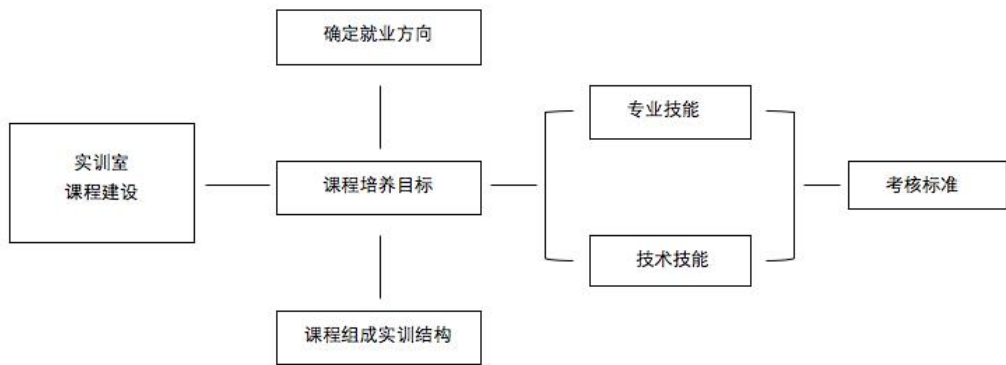 确定就业方向
专业技能
实训室
课程建设
课程培养目标
考核标准
技术技能
课程组成实训结构